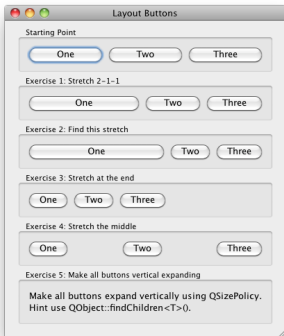 Layout Buttons
Starting Point
One Two Three
Exercise 1: Stretch 2-1-1
One Two Three
Exercise 2: Find this stretch
One Two Three
Exercise 3: Stretch at the end
One Two Three
Exercise 4: Stretch the middle
One Two Three
Exercise 5: Make all buttons vertical expanding
Make all buttons expand vertically using QSizePolicy.
Hint use QObject::findChildren<T>().